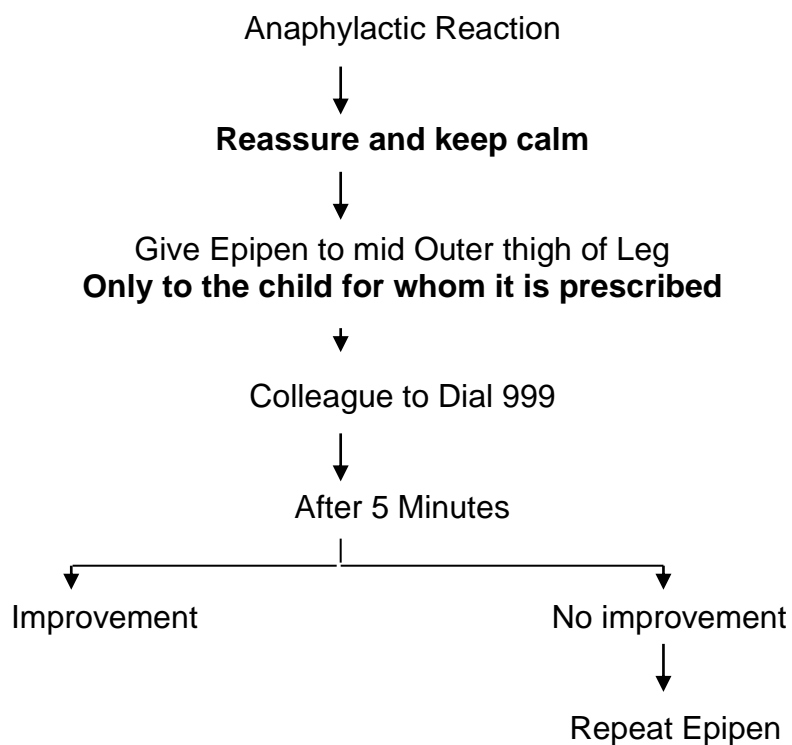 Anaphylactic Reaction
Reassure and keep calm
Give Epipen to mid Outer thigh of Leg
Only to the child for whom it is prescribed
Colleague to Dial 999
After 5 Minutes
Improvement
No improvement
Repeat Epipen